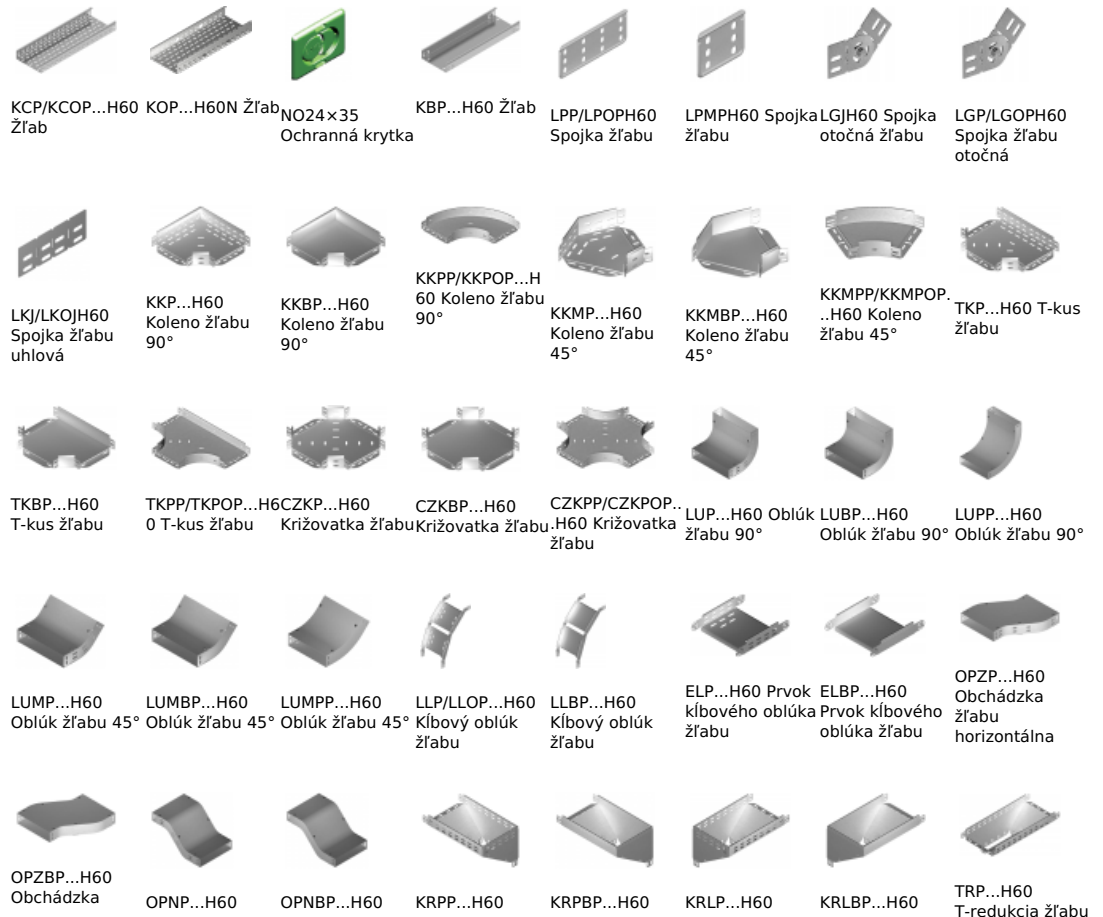 KCP/KCOP...H60
Žľab
KOP...H60N Žľab
NO24×35
Ochranná krytka
KBP...H60 Žľab
LPP/LPOPH60
Spojka žľabu
LPMPH60 Spojka
žľabu
LGJH60 Spojka
otočná žľabu
LGP/LGOPH60
Spojka žľabu
otočná
LKJ/LKOJH60
Spojka žľabu
uhlová
KKP...H60
Koleno žľabu
90°
KKBP...H60
Koleno žľabu
90°
KKPP/KKPOP...H
60 Koleno žľabu
90°
KKMP...H60
Koleno žľabu
45°
KKMBP...H60
Koleno žľabu
45°
KKMPP/KKMPOP.
..H60 Koleno
žľabu 45°
TKP...H60 T-kus
žľabu
TKBP...H60
T-kus žľabu
TKPP/TKPOP...H6
0 T-kus žľabu
CZKP...H60
Križovatka žľabu
CZKBP...H60
Križovatka žľabu
CZKPP/CZKPOP..
.H60 Križovatka
žľabu
LUP...H60 Oblúk
žľabu 90°
LUBP...H60
Oblúk žľabu 90°
LUPP...H60
Oblúk žľabu 90°
LUMP...H60
Oblúk žľabu 45°
LUMBP...H60
Oblúk žľabu 45°
LUMPP...H60
Oblúk žľabu 45°
LLP/LLOP...H60
Kĺbový oblúk
žľabu
LLBP...H60
Kĺbový oblúk
žľabu
ELP...H60 Prvok
kĺbového oblúka
žľabu
ELBP...H60
Prvok kĺbového
oblúka žľabu
OPZP...H60
Obchádzka
žľabu
horizontálna
OPZBP...H60
Obchádzka
OPNP...H60
OPNBP...H60
KRPP...H60
KRPBP...H60
KRLP...H60
KRLBP...H60
TRP...H60
T-redukcia žľabu